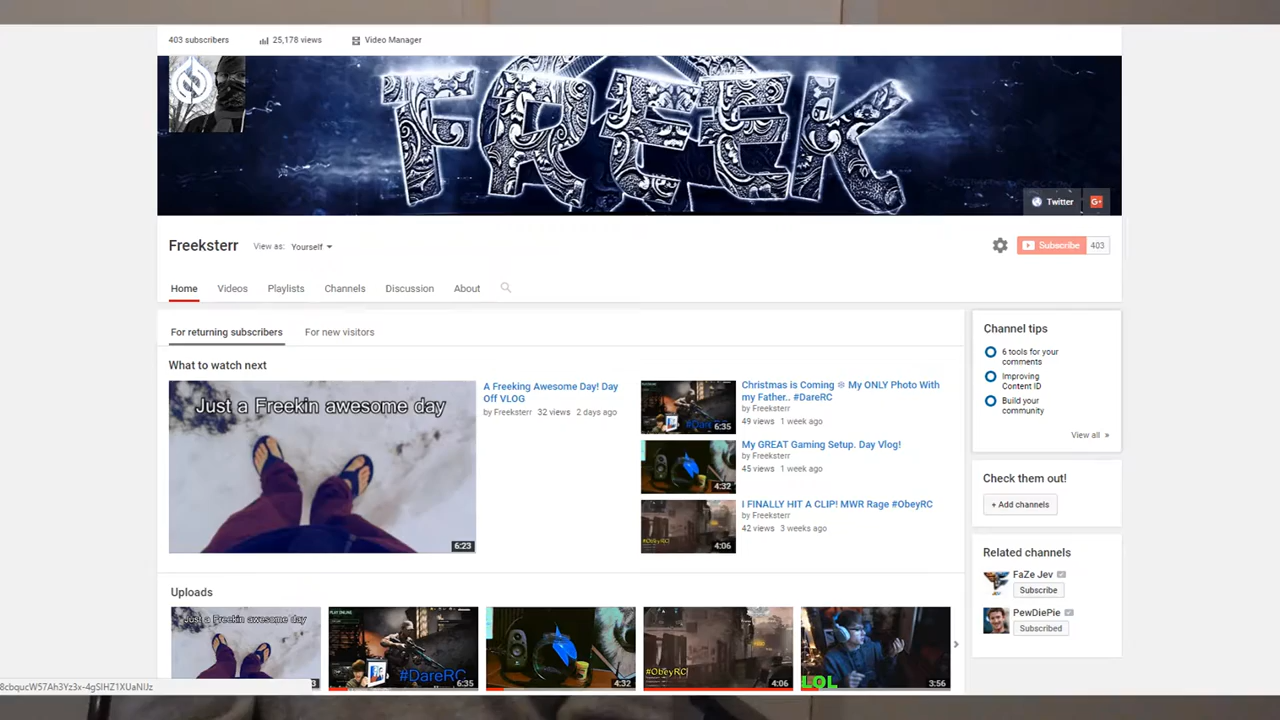 403 subscribers
25,178 views
Video Manager
FREEK
Twitter
G+
Freeksterr
View as: Yourself
Subscribe 403
Home
Videos
Playlists
Channels
Discussion
About
For returning subscribers
For new visitors
What to watch next
Just a Freekin awesome day
6:23
A Freeking Awesome Day! Day
Off VLOG
by Freeksterr 32 views 2 days ago
6:35
Christmas is Coming ❄ My ONLY Photo With
my Father.. #DareRC
by Freeksterr
49 views 1 week ago
4:32
My GREAT Gaming Setup. Day Vlog!
by Freeksterr
45 views 1 week ago
#ObeyRC
4:06
I FINALLY HIT A CLIP! MWR Rage #ObeyRC
by Freeksterr
42 views 3 weeks ago
Channel tips
6 tools for your
comments
Improving
Content ID
Build your
community
View all »
Check them out!
+ Add channels
Related channels
FaZe Jev
Subscribe
PewDiePie
Subscribed
Uploads
Just a Freekin awesome day
PLAY ONLINE
#DareRC
6:35
4:32
#ObeyRC
4:06
LOL
3:56